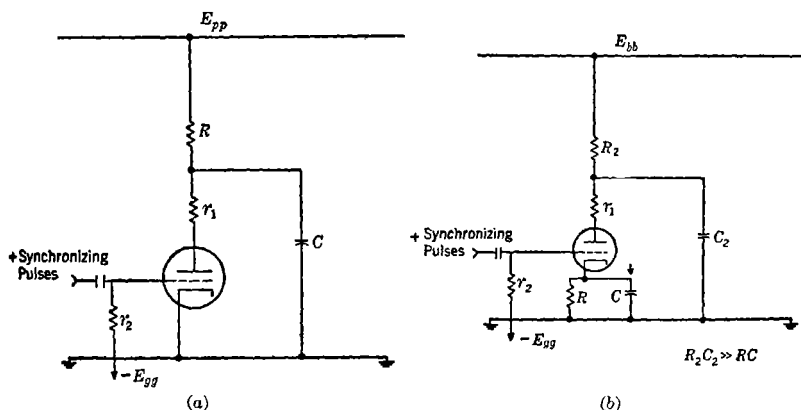 E_pp
R
r_1
C
+Synchronizing
Pulses
r_2
- E_gg
(a)
E_bb
R_2
r_1
+ Synchronizing
Pulses
C_2
r_2
R
C
- E_gg
R_2C_2 >> RC
(b)